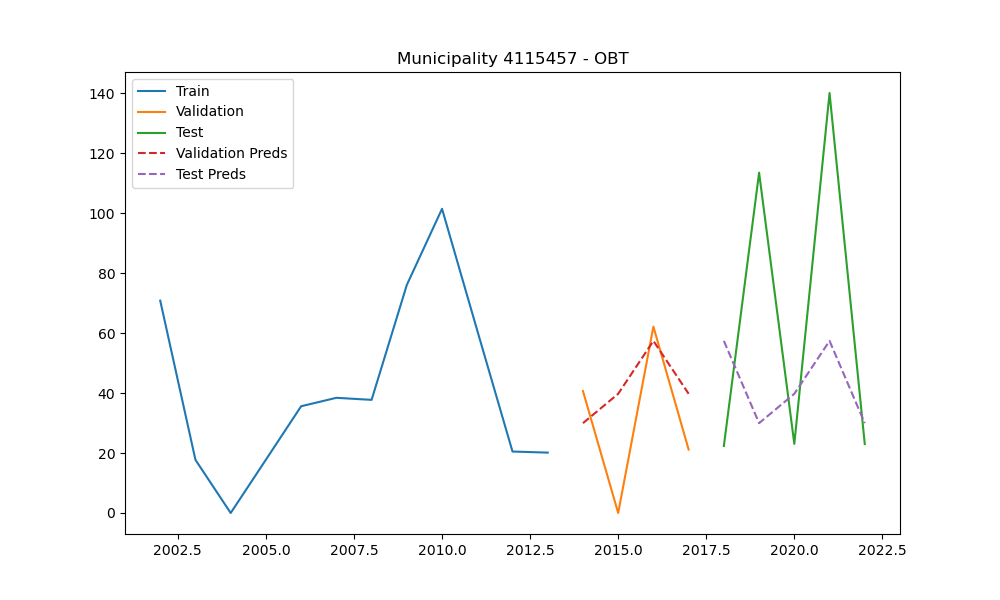 Municipality 4115457 - OBT
Train
Validation
Test
Validation Preds
Test Preds
140
120
100
80
60
40
20
0
2002.5 2005.0 2007.5 2010.0 2012.5 2015.0 2017.5 2020.0 2022.5